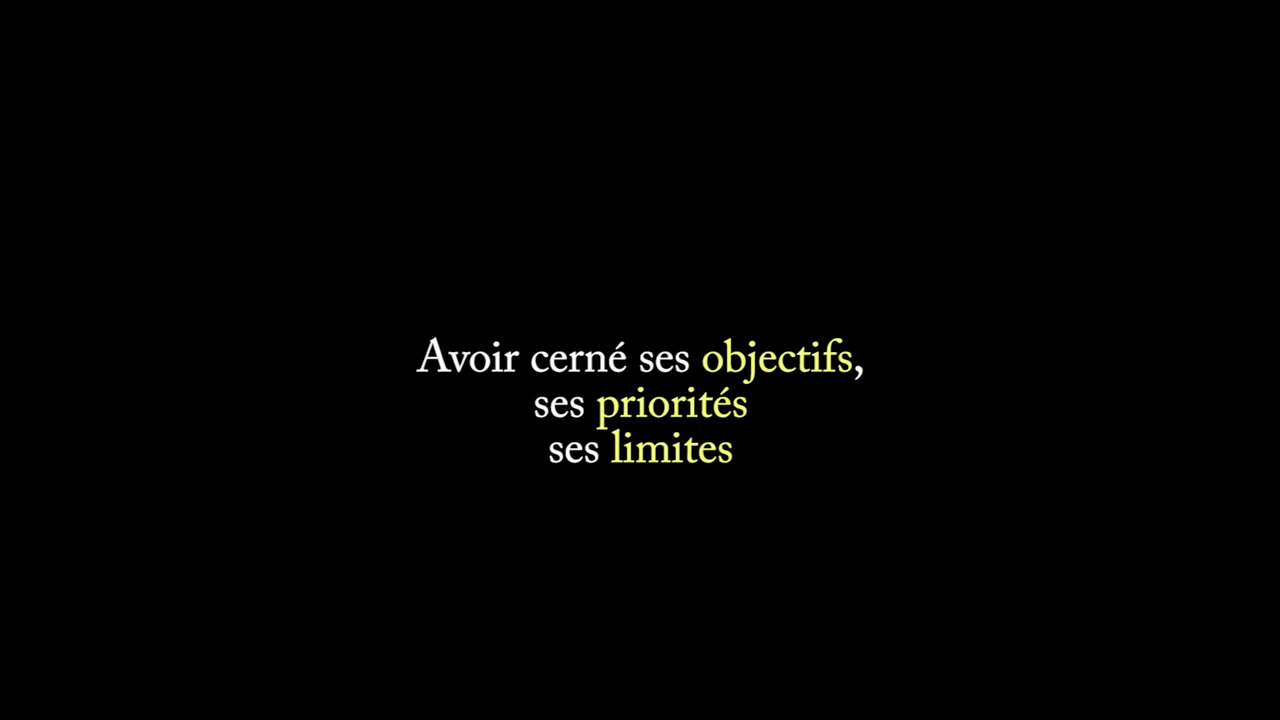 Avoir cerné ses objectifs,
ses priorités
ses limites